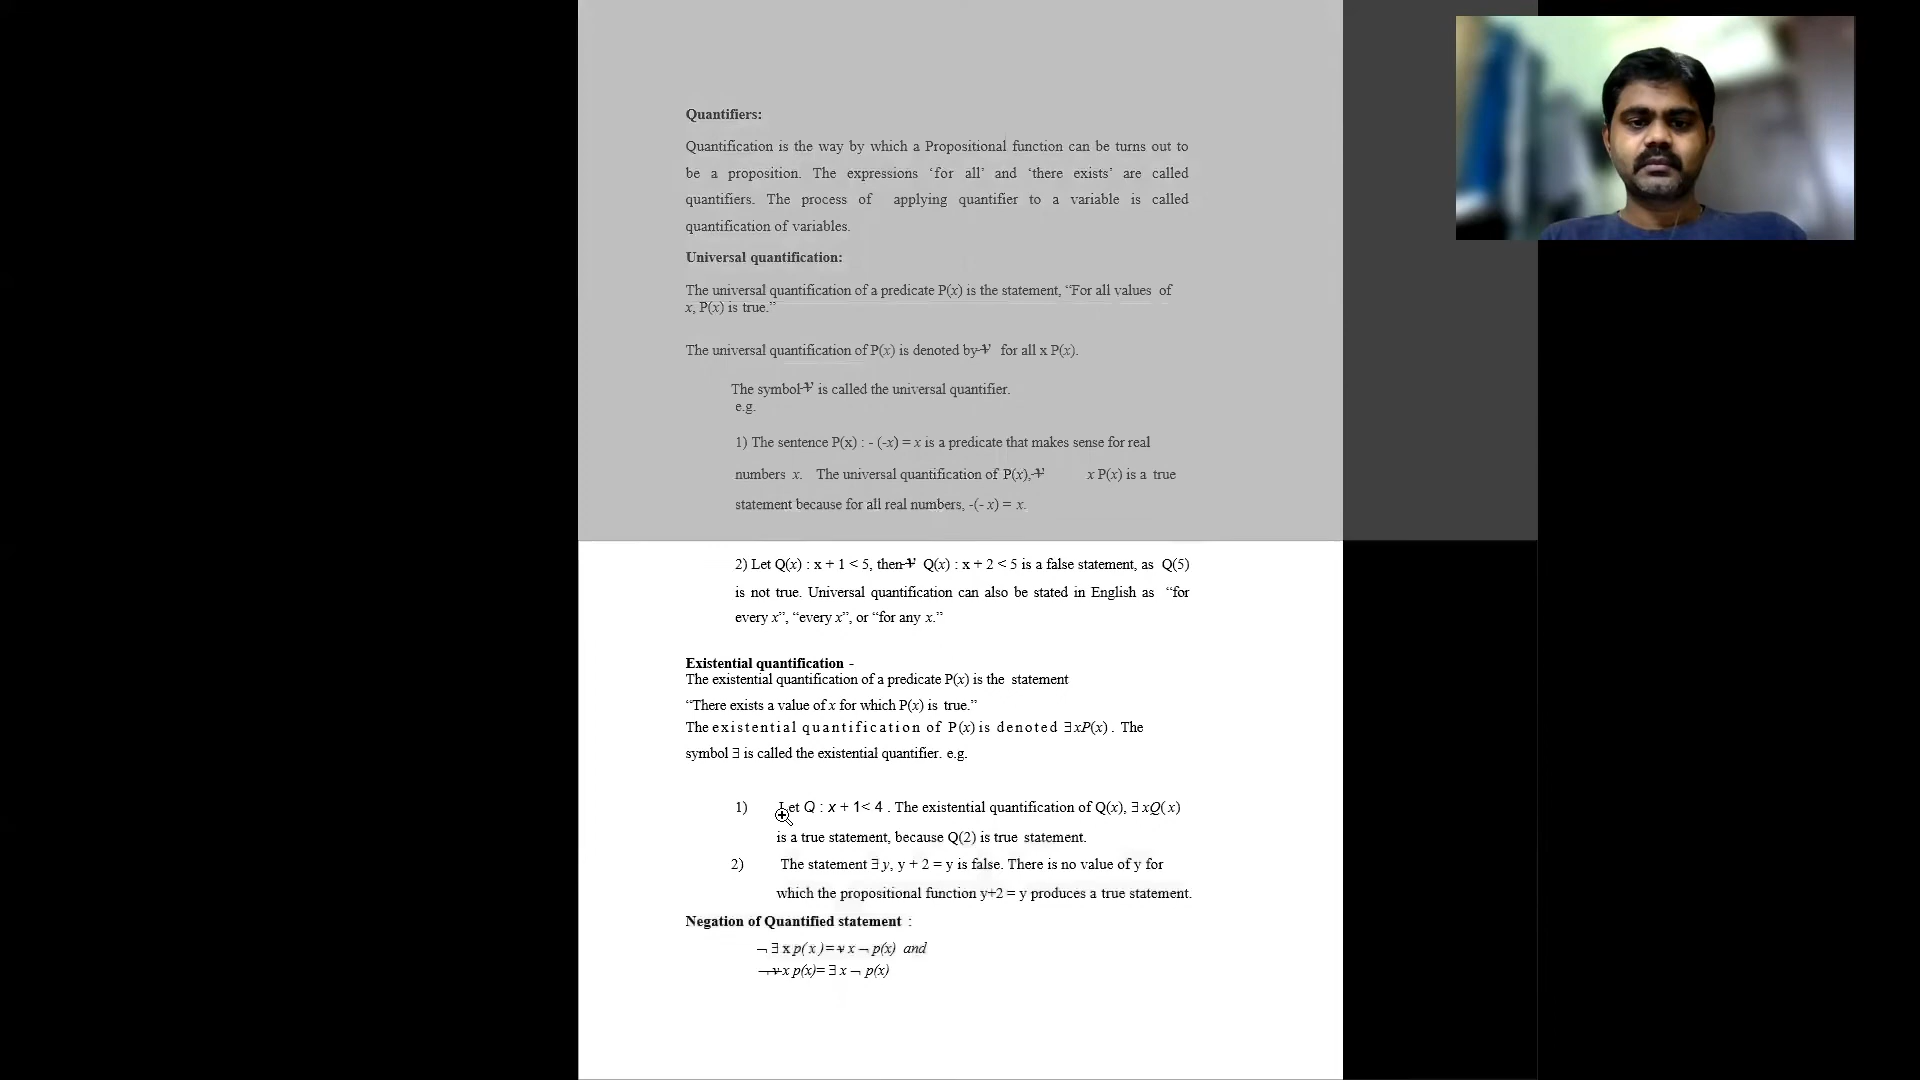 Quantifiers:
Quantification is the way by which a Propositional function can be turns out to
be a proposition. The expressions ‘for all’ and ‘there exists’ are called
quantifiers. The process of applying quantifier to a variable is called
quantification of variables.
Universal quantification:
The universal quantification of a predicate P(x) is the statement, “For all values of
x, P(x) is true.”
The universal quantification of P(x) is denoted by ∀ for all x P(x).
The symbol ∀ is called the universal quantifier.
e.g.
1) The sentence P(x) : - (-x) = x is a predicate that makes sense for real
numbers x. The universal quantification of P(x), ∀ x P(x) is a true
statement because for all real numbers, -(- x) = x.
2) Let Q(x) : x + 1 < 5, then ∀ Q(x) : x + 2 < 5 is a false statement, as Q(5)
is not true. Universal quantification can also be stated in English as “for
every x”, “every x”, or “for any x.”
Existential quantification -
The existential quantification of a predicate P(x) is the statement
“There exists a value of x for which P(x) is true.”
The existential quantification of P(x) is denoted ∃xP(x). The
symbol ∃ is called the existential quantifier. e.g.
1) Let Q : x + 1< 4 . The existential quantification of Q(x), ∃ xQ(x)
is a true statement, because Q(2) is true statement.
2) The statement ∃ y, y + 2 = y is false. There is no value of y for
which the propositional function y+2 = y produces a true statement.
Negation of Quantified statement :
¬ ∃ x p( x )= ∀ x ¬ p(x) and
¬ ∀ x p(x)= ∃ x ¬ p(x)